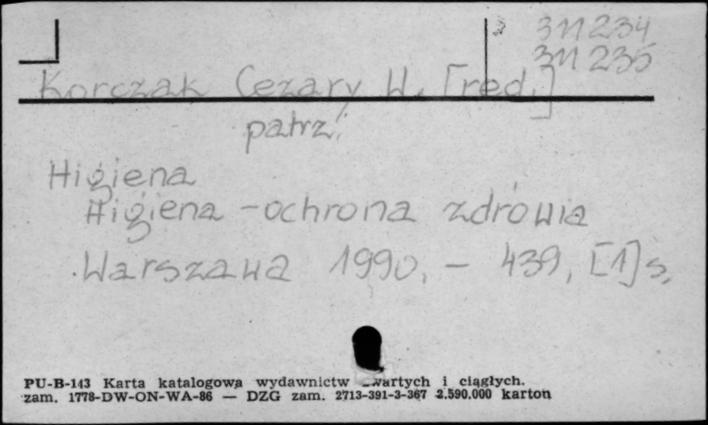 311234
311235
Korczak Cezary W. [red.]
patrz:
Higiena
Higiena - ochrona zdrowia
Warszawa 1990. - 439, [1] s.
PU-B-143 Karta katalogowa wydawnictw zwartych i ciągłych.
zam. 1778-DW-ON-WA-86 — DZG zam. 2713-391-3-367 2.590.000 karton